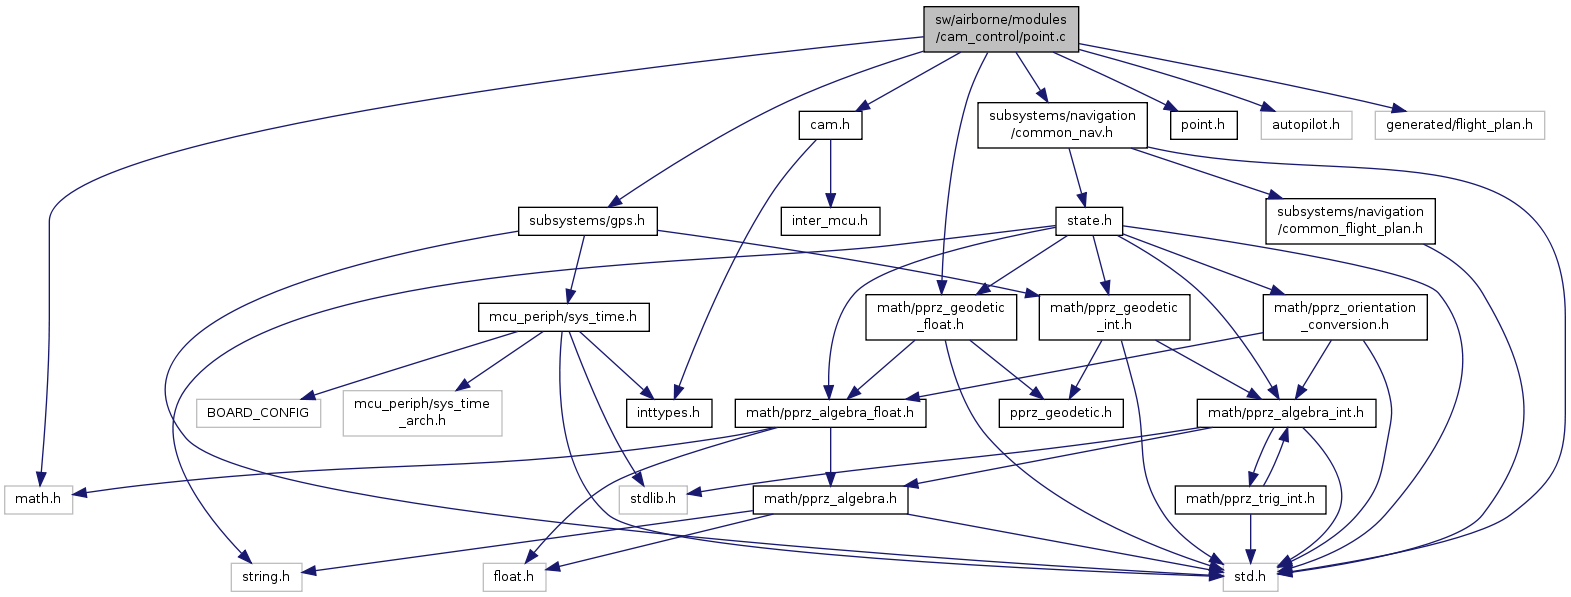 sw/airborne/modules
/cam_control/point.c
cam.h
subsystems/navigation
/common_nav.h
point.h
autopilot.h
generated/flight_plan.h
subsystems/gps.h
inter_mcu.h
state.h
subsystems/navigation
/common_flight_plan.h
mcu_periph/sys_time.h
math/pprz_geodetic
_float.h
math/pprz_geodetic
_int.h
math/pprz_orientation
_conversion.h
BOARD_CONFIG
mcu_periph/sys_time
_arch.h
inttypes.h
math/pprz_algebra_float.h
pprz_geodetic.h
math/pprz_algebra_int.h
math.h
stdlib.h
math/pprz_algebra.h
math/pprz_trig_int.h
string.h
float.h
std.h